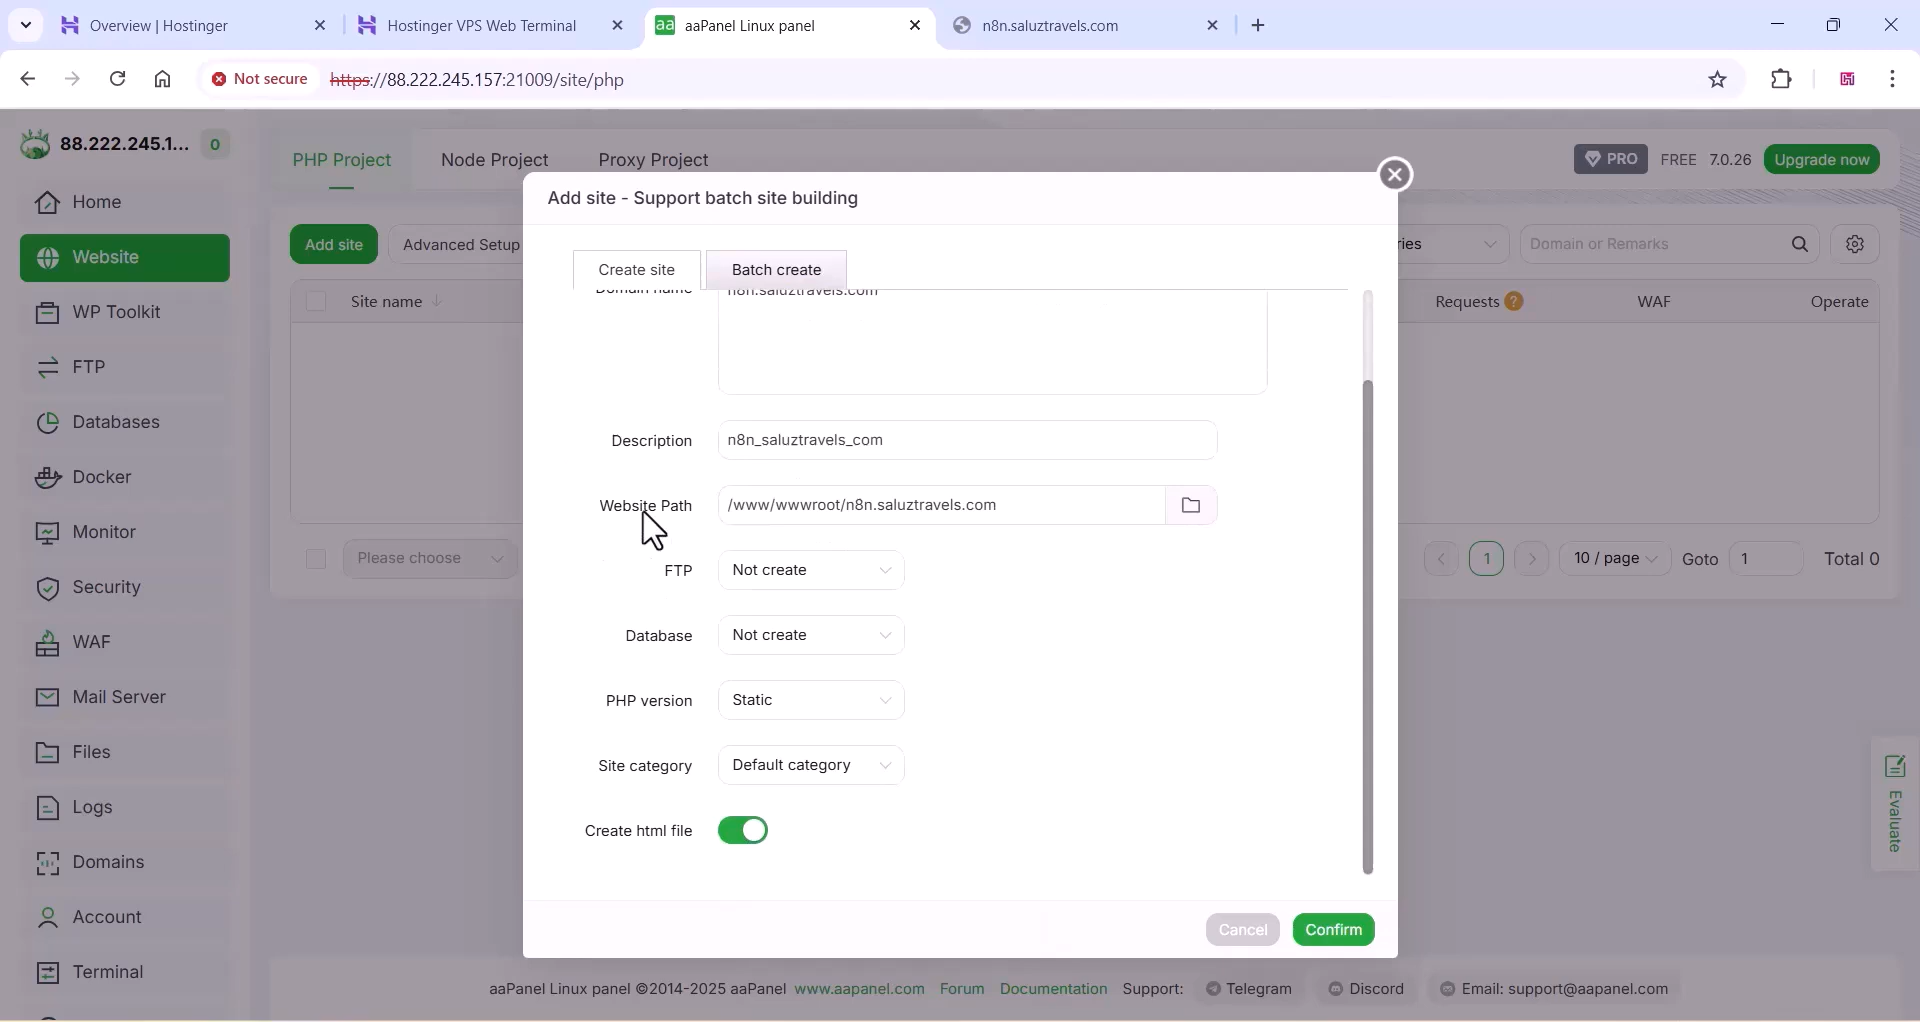 Overview | Hostinger
Hostinger VPS Web Terminal
aa aaPanel Linux panel
n8n.saluztravels.com
Not secure
https://88.222.245.157:21009/site/php
88.222.245.1...
0
PHP Project
Node Project
Proxy Project
PRO
FREE
7.0.26
Upgrade now
Home
Website
WP Toolkit
FTP
Databases
Docker
Monitor
Security
WAF
Mail Server
Files
Logs
Domains
Account
Terminal
Add site
Advanced Setup
ries
Domain or Remarks
Site name
Requests ?
WAF
Operate
Please choose
1
10 / page
Goto
1
Total 0
Add site - Support batch site building
Create site
Batch create
Domain name
n8n.saluztravels.com
Description
n8n_saluztravels_com
Website Path
/www/wwwroot/n8n.saluztravels.com
FTP
Not create
Database
Not create
PHP version
Static
Site category
Default category
Create html file
Cancel
Confirm
Evaluate
aaPanel Linux panel ©2014-2025 aaPanel www.aapanel.com Forum Documentation Support: Telegram Discord Email: support@aapanel.com